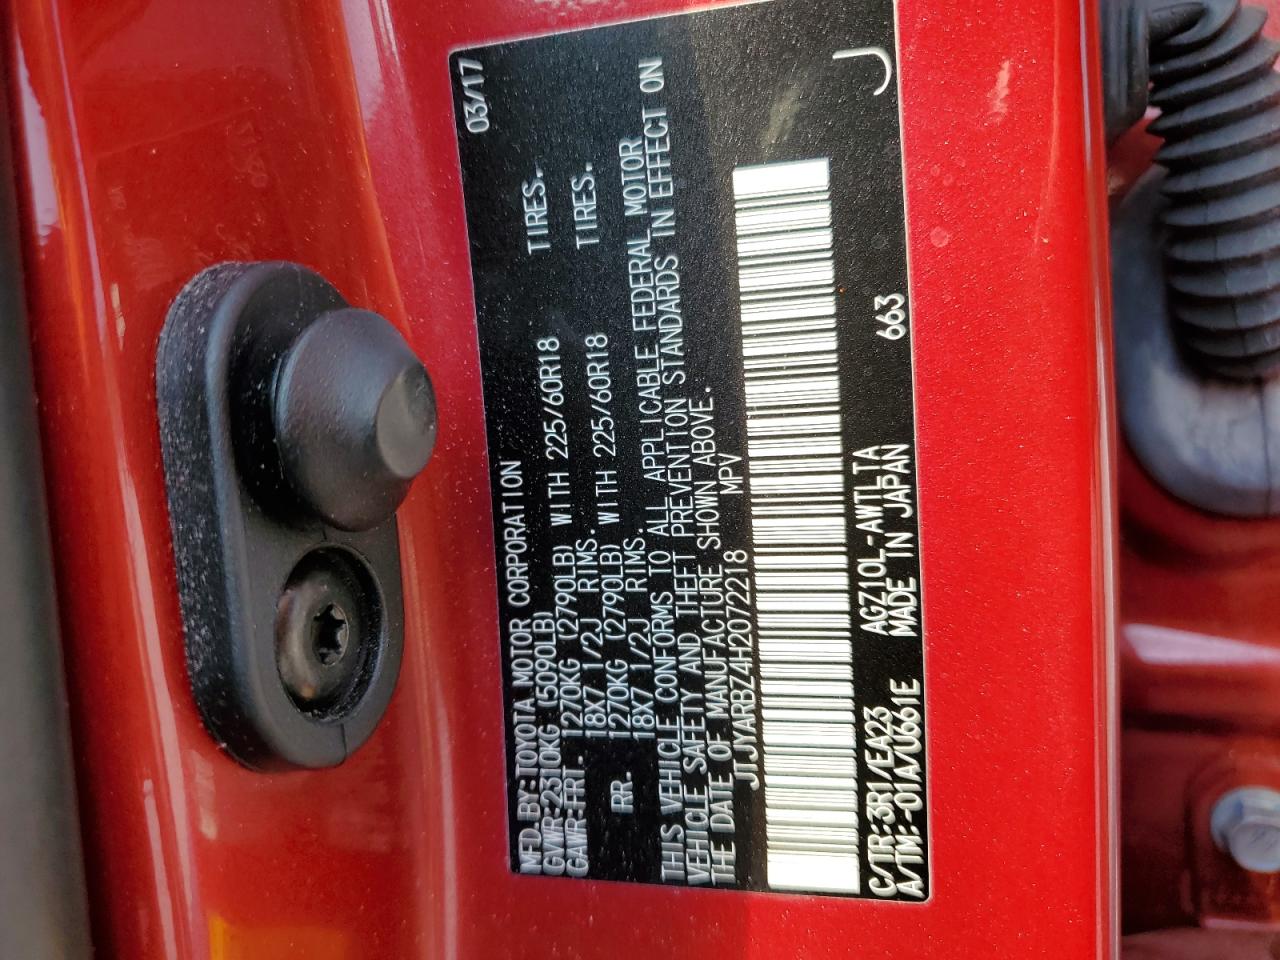 MFD.BY:TOYOTA MOTOR CORPORATION 03/17
GVWR:2310KG (5090LB)
GAWR:FRT. 1270KG (2790LB) WITH 225/60R18 TIRES.
18X7 1/2J RIMS.
RR. 1270KG (2790LB) WITH 225/60R18 TIRES.
18X7 1/2J RIMS.
THIS VEHICLE CONFORMS TO ALL APPLICABLE FEDERAL MOTOR
VEHICLE SAFETY AND THEFT PREVENTION STANDARDS IN EFFECT ON
THE DATE OF MANUFACTURE SHOWN ABOVE.
JTJYARBZ4H2072218 MPV
C/TR:3R1/EA23 AGZ10L-AWTLTA 663
A/TM:-01A/U661E MADE IN JAPAN
J